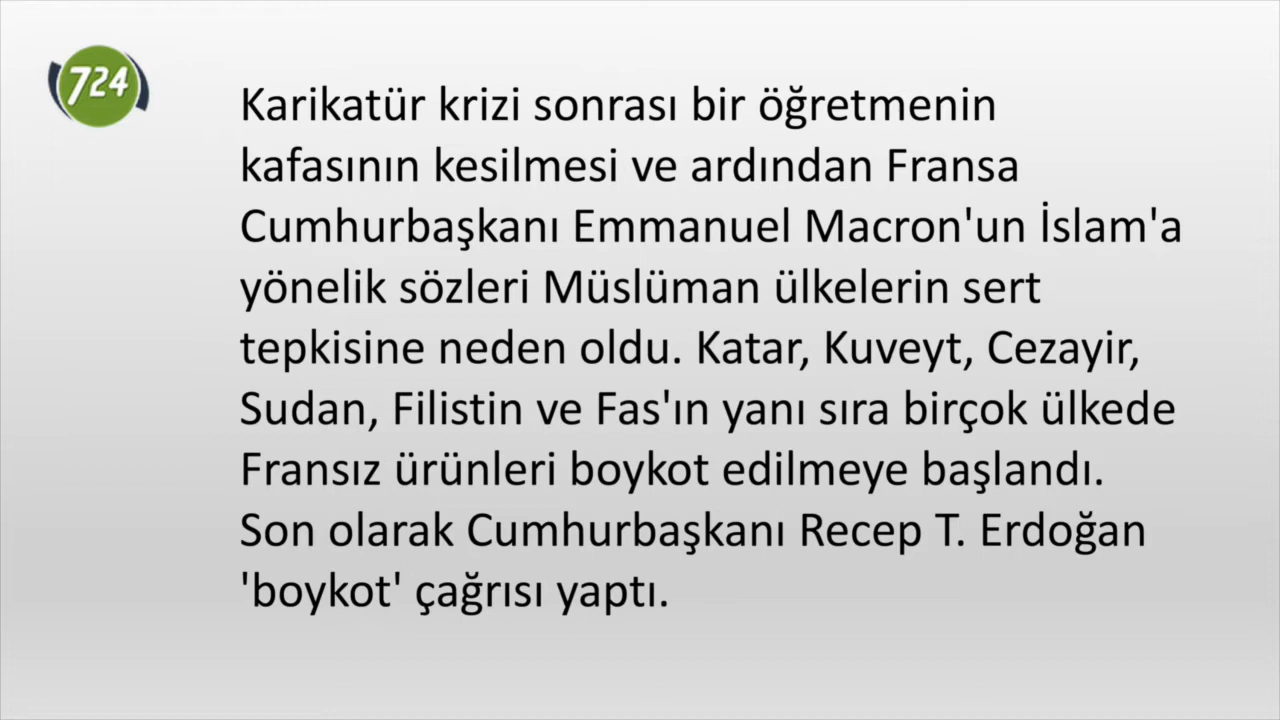 724
Karikatür krizi sonrası bir öğretmenin
kafasının kesilmesi ve ardından Fransa
Cumhurbaşkanı Emmanuel Macron'un İslam'a
yönelik sözleri Müslüman ülkelerin sert
tepkisine neden oldu. Katar, Kuveyt, Cezayir,
Sudan, Filistin ve Fas'ın yanı sıra birçok ülkede
Fransız ürünleri boykot edilmeye başlandı.
Son olarak Cumhurbaşkanı Recep T. Erdoğan
'boykot' çağrısı yaptı.